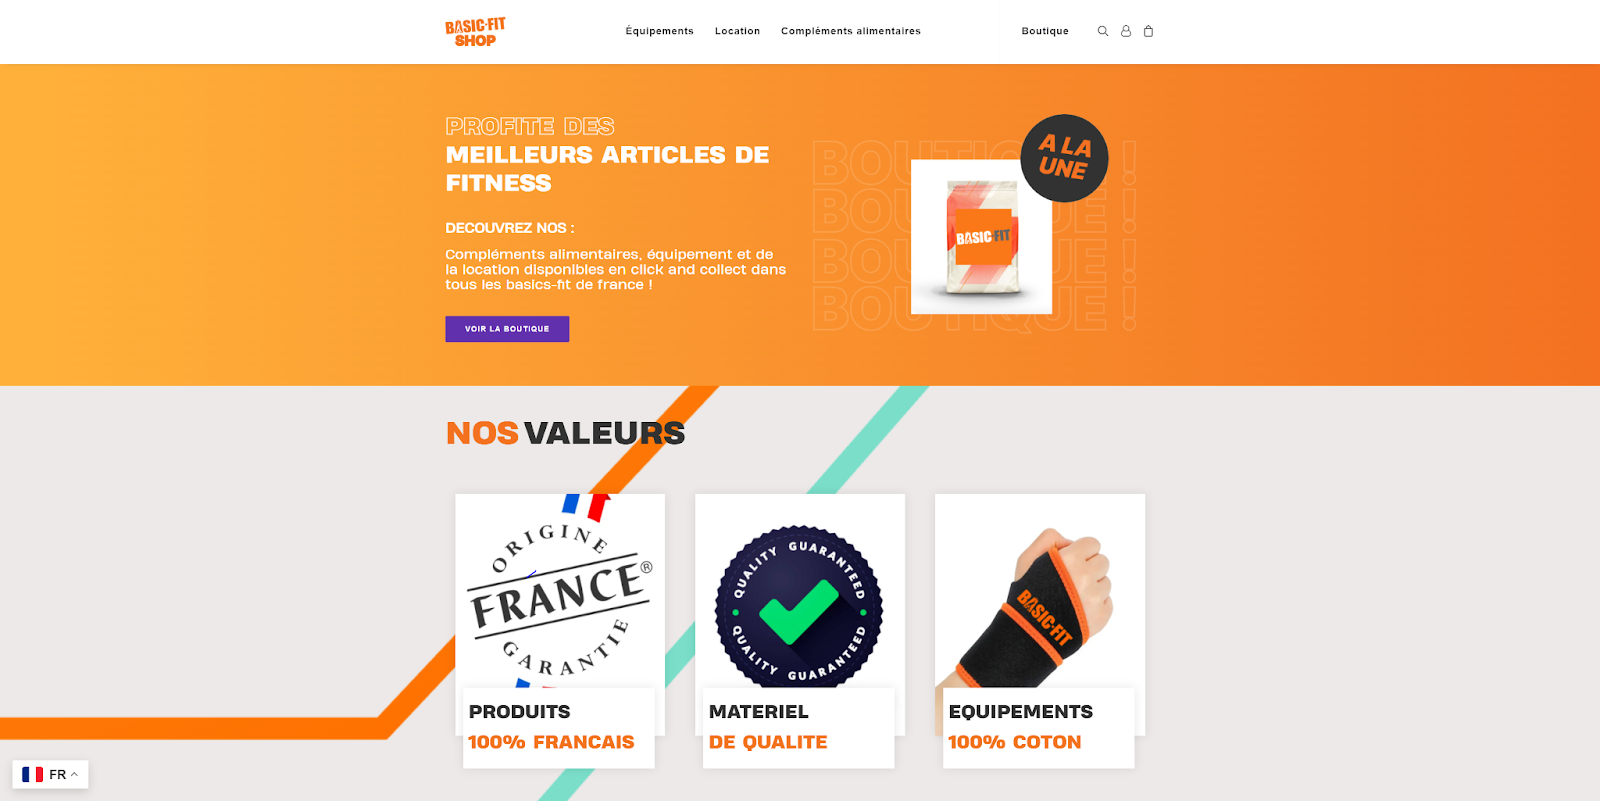 BASIC-FIT
SHOP
Équipements
Location
Compléments alimentaires
Boutique
PROFITE DES
MEILLEURS ARTICLES DE
FITNESS
DECOUVREZ NOS :
Compléments alimentaires, équipement et de
la location disponibles en click and collect dans
tous les basics-fit de france !
VOIR LA BOUTIQUE
BOUTIQUE !
BOUTIQUE !
BOUTIQUE !
BOUTIQUE !
A LA
UNE
BASIC-FIT
NOS VALEURS
ORIGINE
FRANCE®
GARANTIE
PRODUITS
100% FRANCAIS
QUALITY GUARANTEED
QUALITY GUARANTEED
MATERIEL
DE QUALITE
BASIC-FIT
EQUIPEMENTS
100% COTON
FR